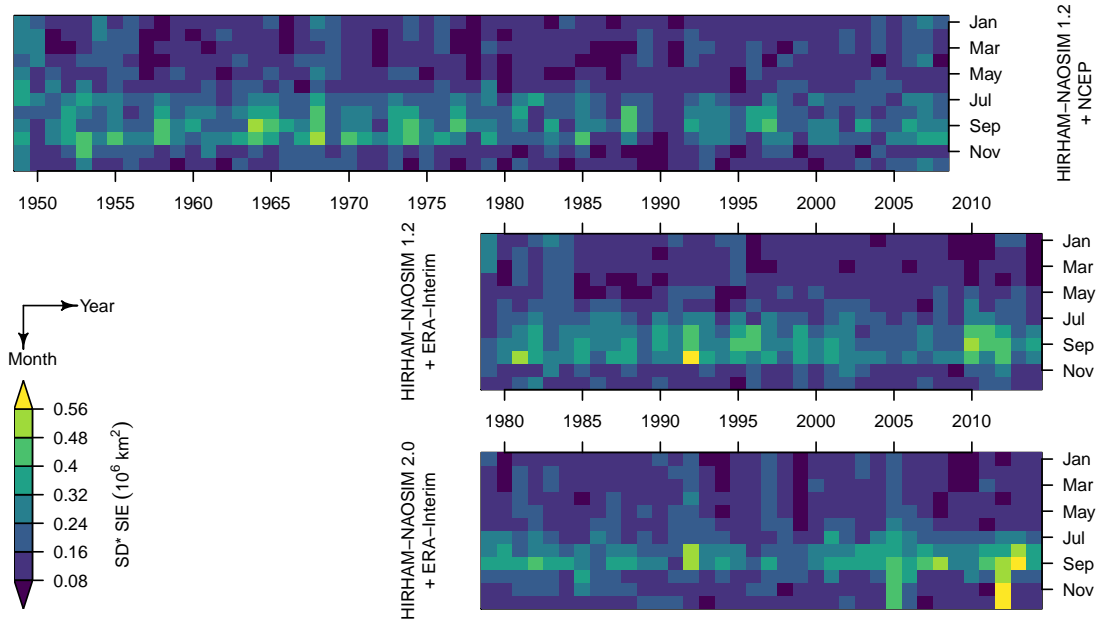 Jan
Mar
May
Jul
Sep
Nov
HIRHAM−NAOSIM 1.2
+ NCEP
1950 1955 1960 1965 1970 1975 1980 1985 1990 1995 2000 2005 2010
HIRHAM−NAOSIM 1.2
+ ERA−Interim
Jan
Mar
May
Jul
Sep
Nov
Year
Month
1980 1985 1990 1995 2000 2005 2010
0.56
0.48
0.4
0.32
0.24
0.16
0.08
SD* SIE (10⁶ km²)
HIRHAM−NAOSIM 2.0
+ ERA−Interim
Jan
Mar
May
Jul
Sep
Nov